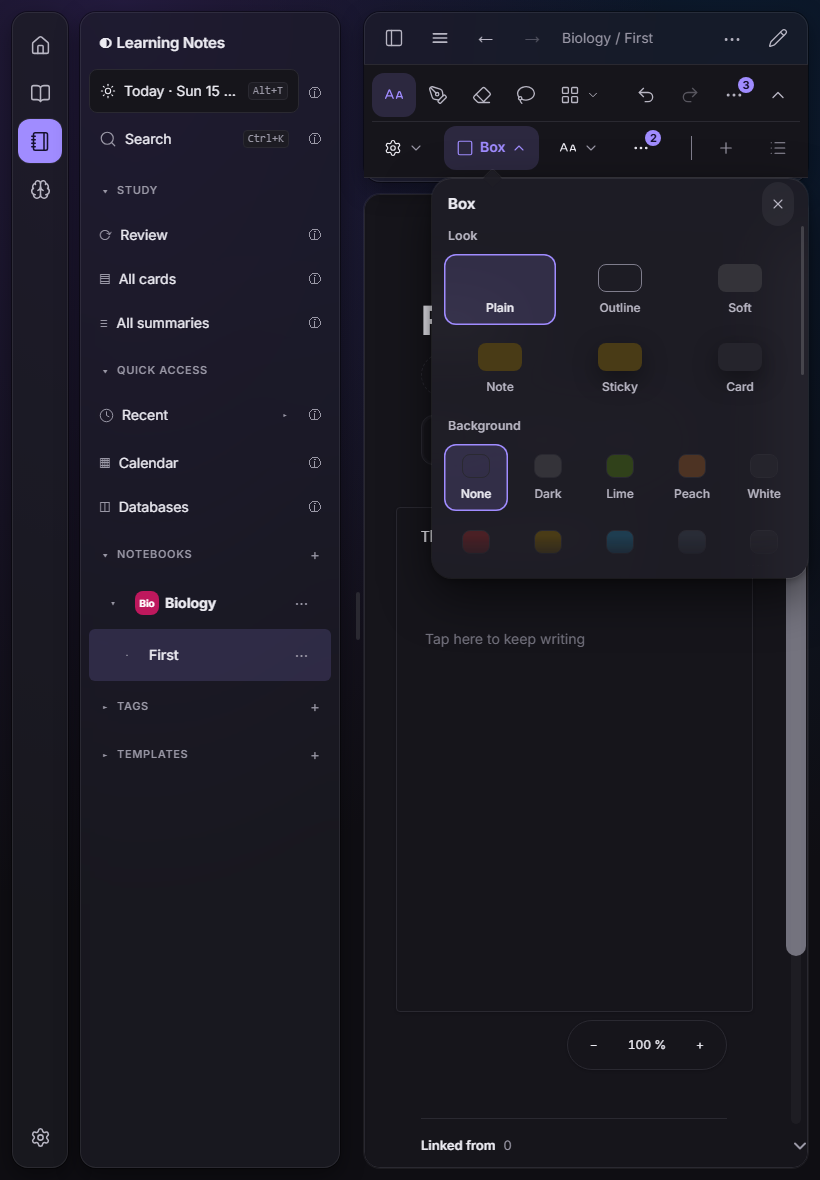 Learning Notes
Today · Sun 15 ... Alt+T
Search Ctrl+K
STUDY
Review
All cards
All summaries
QUICK ACCESS
Recent
Calendar
Databases
NOTEBOOKS +
Bio Biology ...
First ...
TAGS +
TEMPLATES +
Biology / First ...
AA ... 3
Box AA ... 2 +
Box
Look
Plain Outline Soft
Note Sticky Card
Background
None Dark Lime Peach White
Tap here to keep writing
− 100 % +
Linked from 0